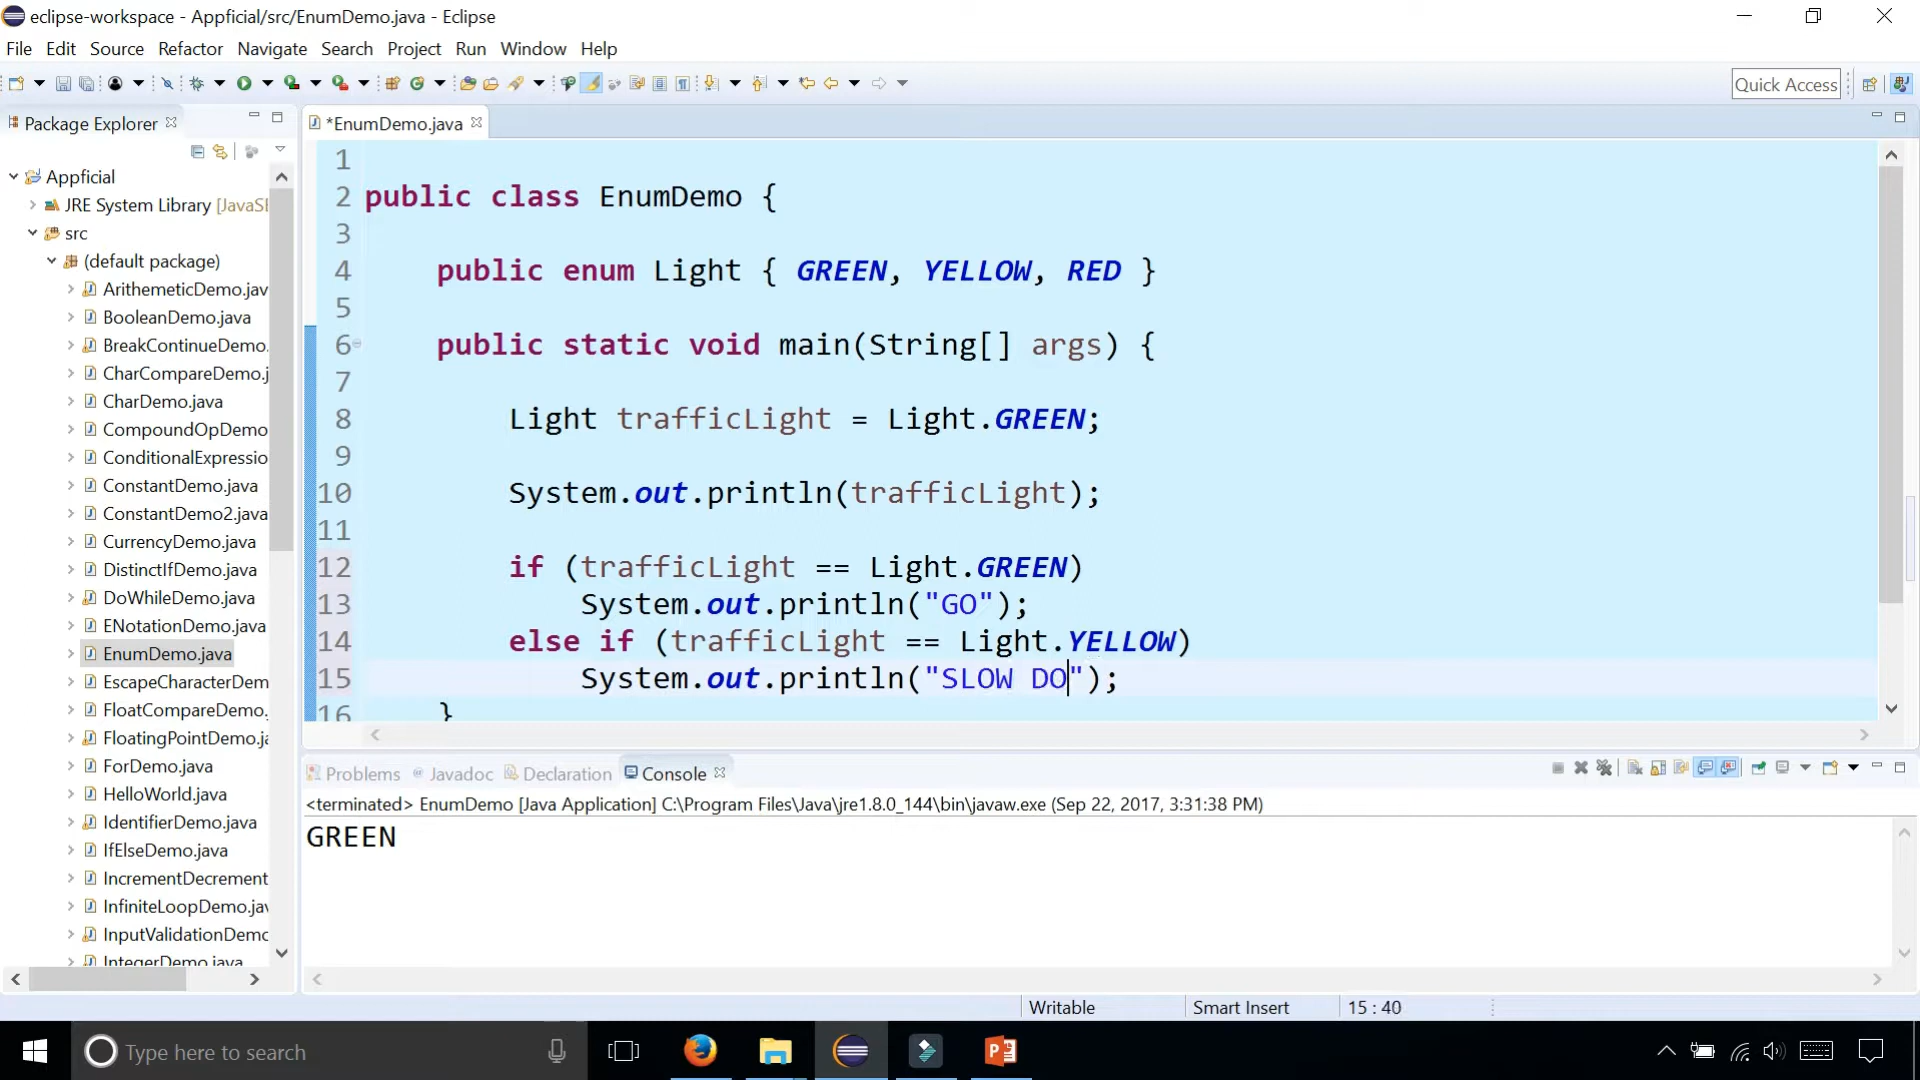 eclipse-workspace - Appficial/src/EnumDemo.java - Eclipse
File Edit Source Refactor Navigate Search Project Run Window Help
Quick Access
Package Explorer
*EnumDemo.java
Appficial
JRE System Library [JavaSE
src
(default package)
ArithemeticDemo.jav
BooleanDemo.java
BreakContinueDemo.
CharCompareDemo.j
CharDemo.java
CompoundOpDemo
ConditionalExpressio
ConstantDemo.java
ConstantDemo2.java
CurrencyDemo.java
DistinctIfDemo.java
DoWhileDemo.java
ENotationDemo.java
EnumDemo.java
EscapeCharacterDem
FloatCompareDemo.
FloatingPointDemo.ja
ForDemo.java
HelloWorld.java
IdentifierDemo.java
IfElseDemo.java
IncrementDecrement
InfiniteLoopDemo.jav
InputValidationDemo
IntegerDemo.java
1
2 public class EnumDemo {
3
4 public enum Light { GREEN, YELLOW, RED }
5
6 public static void main(String[] args) {
7
8 Light trafficLight = Light.GREEN;
9
10 System.out.println(trafficLight);
11
12 if (trafficLight == Light.GREEN)
13 System.out.println("GO");
14 else if (trafficLight == Light.YELLOW)
15 System.out.println("SLOW DO");
16 }
Problems Javadoc Declaration Console
<terminated> EnumDemo [Java Application] C:\Program Files\Java\jre1.8.0_144\bin\javaw.exe (Sep 22, 2017, 3:31:38 PM)
GREEN
Writable Smart Insert 15 : 40
Type here to search